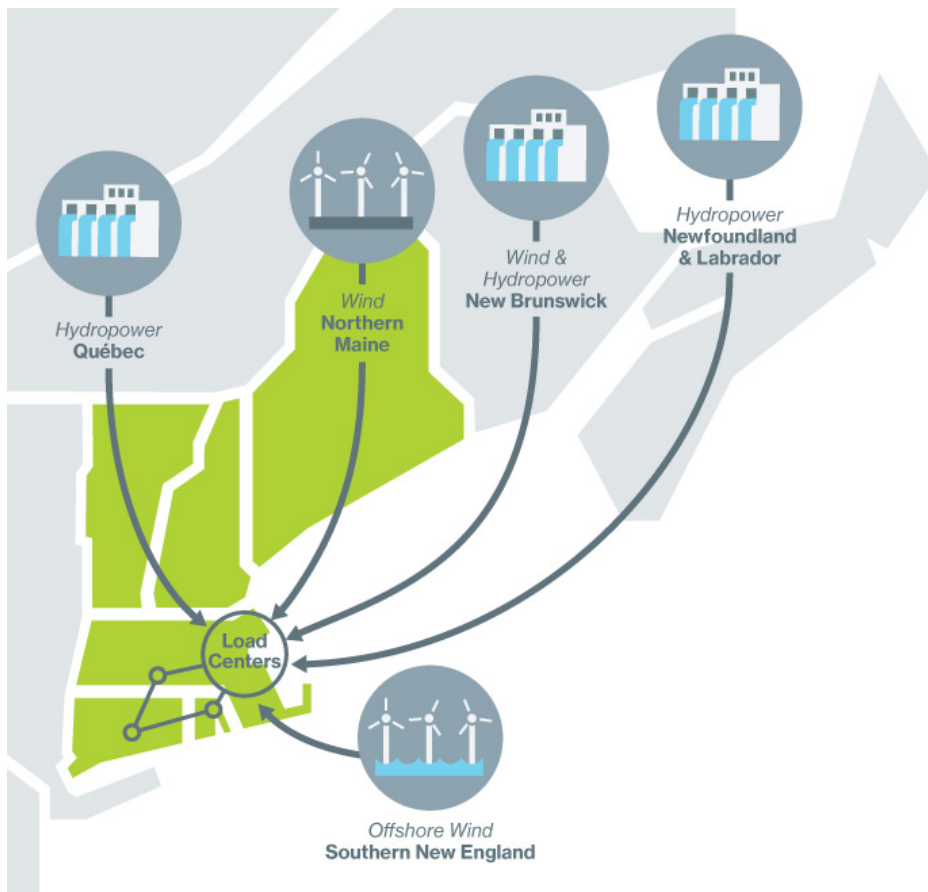 Hydropower
Québec
Wind
Northern
Maine
Wind &
Hydropower
New Brunswick
Hydropower
Newfoundland
& Labrador
Load
Centers
Offshore Wind
Southern New England